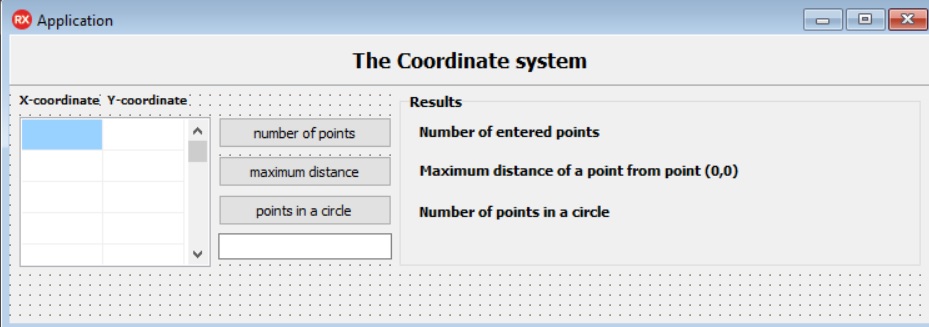 RX Application
The Coordinate system
X-coordinate Y-coordinate
number of points
maximum distance
points in a circle
Results
Number of entered points
Maximum distance of a point from point (0,0)
Number of points in a circle